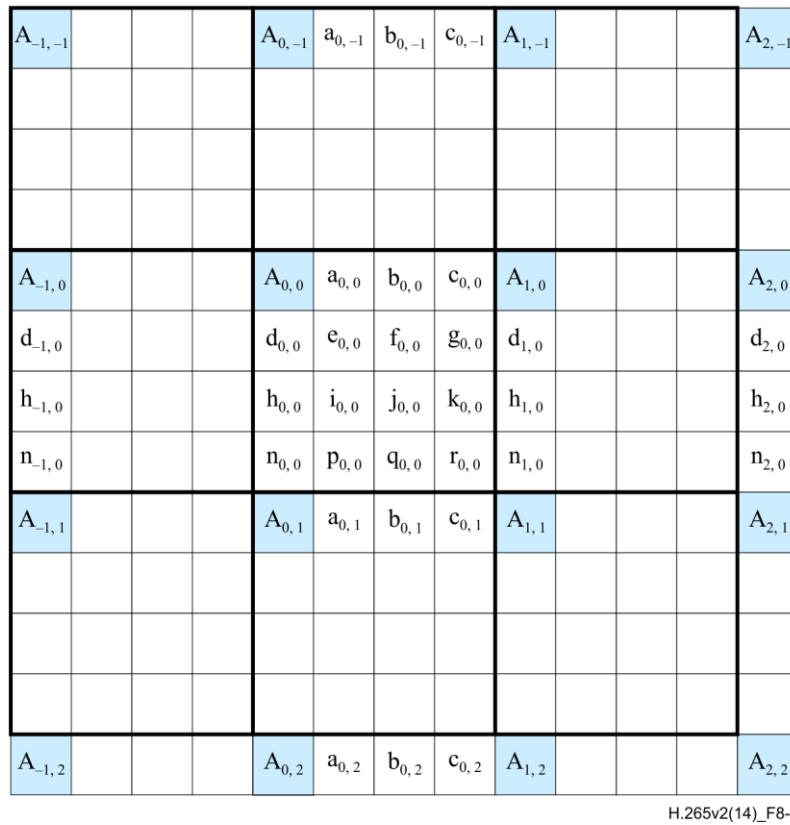 A−1, −1 A0, −1 a0, −1 b0, −1 c0, −1 A1, −1 A2, −1
A−1, 0 A0, 0 a0, 0 b0, 0 c0, 0 A1, 0 A2, 0
d−1, 0 d0, 0 e0, 0 f0, 0 g0, 0 d1, 0 d2, 0
h−1, 0 h0, 0 i0, 0 j0, 0 k0, 0 h1, 0 h2, 0
n−1, 0 n0, 0 p0, 0 q0, 0 r0, 0 n1, 0 n2, 0
A−1, 1 A0, 1 a0, 1 b0, 1 c0, 1 A1, 1 A2, 1
A−1, 2 A0, 2 a0, 2 b0, 2 c0, 2 A1, 2 A2, 2
H.265v2(14)_F8-